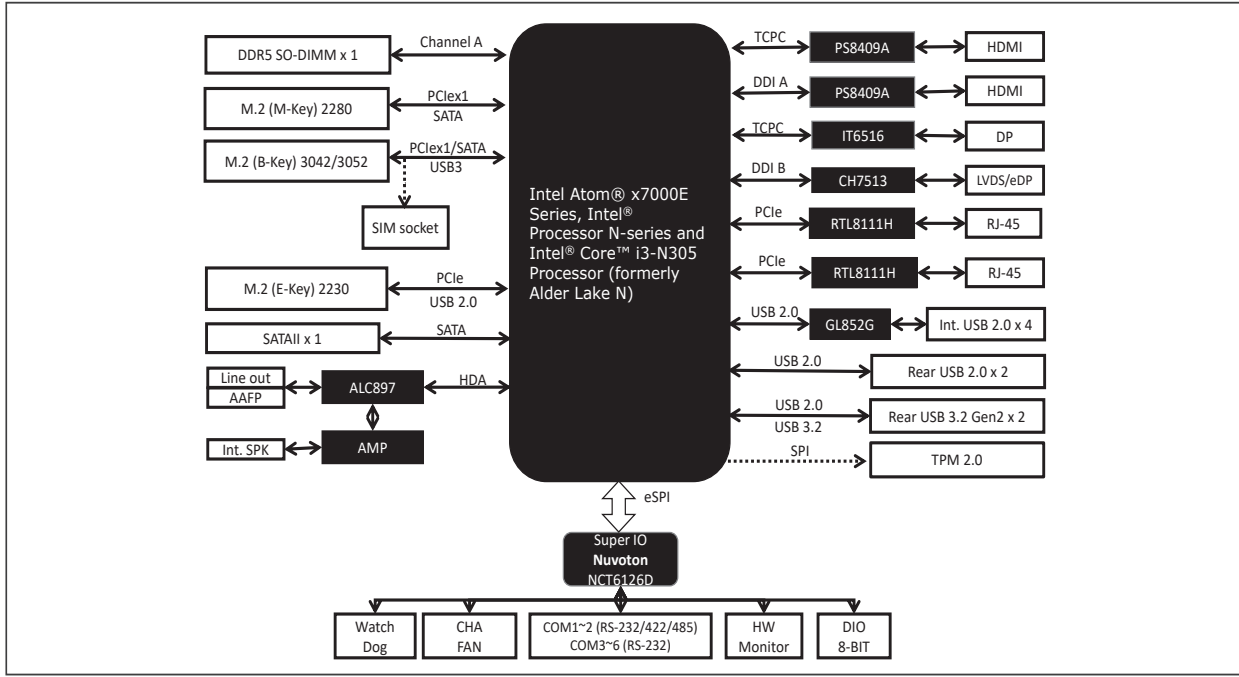 DDR5 SO-DIMM x 1
Channel A
M.2 (M-Key) 2280
PCIex1
SATA
M.2 (B-Key) 3042/3052
PCIex1/SATA
USB3
SIM socket
M.2 (E-Key) 2230
PCIe
USB 2.0
SATAII x 1
SATA
Line out
AAFP
ALC897
HDA
Int. SPK
AMP
Intel Atom® x7000E
Series, Intel®
Processor N-series and
Intel® Core™ i3-N305
Processor (formerly
Alder Lake N)
TCPC
PS8409A
HDMI
DDI A
PS8409A
HDMI
TCPC
IT6516
DP
DDI B
CH7513
LVDS/eDP
PCIe
RTL8111H
RJ-45
PCIe
RTL8111H
RJ-45
USB 2.0
GL852G
Int. USB 2.0 x 4
USB 2.0
Rear USB 2.0 x 2
USB 2.0
USB 3.2
Rear USB 3.2 Gen2 x 2
SPI
TPM 2.0
eSPI
Super IO
Nuvoton
NCT6126D
Watch
Dog
CHA
FAN
COM1~2 (RS-232/422/485)
COM3~6 (RS-232)
HW
Monitor
DIO
8-BIT